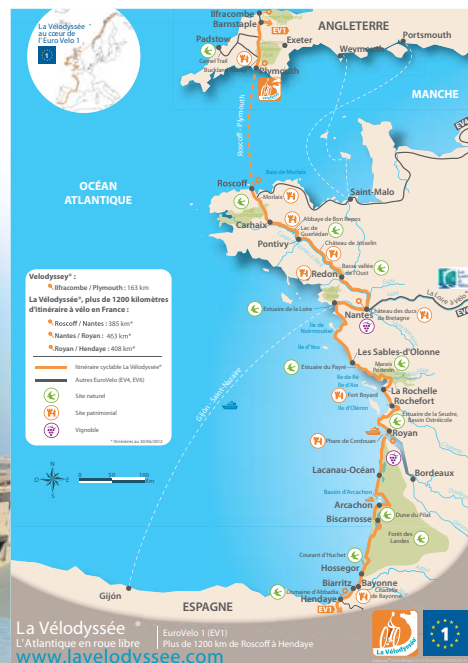 La Vélodyssée ®
au cœur de
l'Euro Velo 1
1
Ilfracombe
Barnstaple
EV1
ANGLETERRE
Padstow
Camel Trail
Exeter
Weymouth
Portsmouth
Plymouth
MANCHE
Roscoff / Plymouth
OCÉAN
ATLANTIQUE
Baie de Morlaix
Roscoff
Morlaix
Saint-Malo
Abbaye de Bon Repos
Lac de
Guerlédan
Carhaix
Pontivy
Château de Josselin
Basse vallée
de l'Oust
Redon
La Loire à Vélo
Velodyssey® :
Ilfracombe / Plymouth : 163 km
La Vélodyssée®, plus de 1200 kilomètres
d'itinéraire à vélo en France :
Roscoff / Nantes : 385 km*
Nantes / Royan : 463 km*
Royan / Hendaye : 408 km*
Itinéraire cyclable La Vélodyssée®
Autres EuroVelo (EV4, EV6)
Site naturel
Site patrimonial
Vignoble
* Itinéraires au 30/06/2012
Estuaire de la Loire
Nantes
Château des ducs
de Bretagne
Ile de
Noirmoutier
Ile d'Yeu
Gijón - Saint-Nazaire
Les Sables-d'Olonne
Estuaire du Payré
Marais
Poitevin
Ile de Ré
Ile d'Aix
La Rochelle
Fort Boyard
Rochefort
Ile d'Oléron
Estuaire de la Seudre,
Bassin Ostréicole
Royan
Phare de Cordouan
Lacanau-Océan
Bordeaux
Bassin d'Arcachon
Arcachon
Dune du Pilat
Biscarrosse
Forêt des
Landes
Courant d'Huchet
Hossegor
Biarritz
Bayonne
Domaine d'Abbadia
Citadelle
de Bayonne
Hendaye
EV1
N
O
E
S
0 50 100
Km
Gijón
ESPAGNE
La Vélodyssée ®
L'Atlantique en roue libre
EuroVelo 1 (EV1)
Plus de 1200 km de Roscoff à Hendaye
www.lavelodyssee.com
La Vélodyssée
1